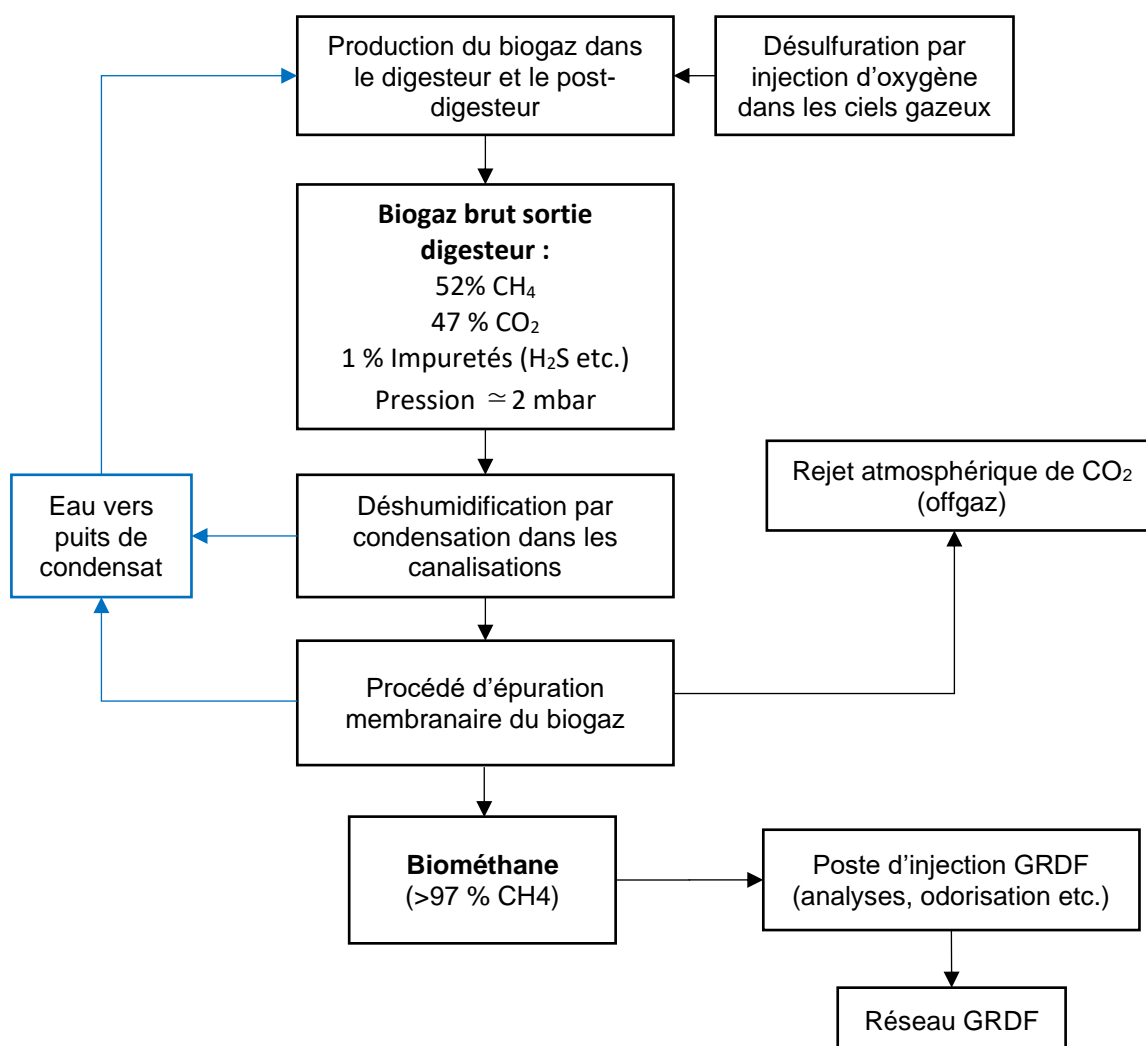 Production du biogaz dans
le digesteur et le post-
digesteur
Désulfuration par
injection d’oxygène
dans les ciels gazeux
Biogaz brut sortie
digesteur :
52% CH₄
47 % CO₂
1 % Impuretés (H₂S etc.)
Pression ≃2 mbar
Rejet atmosphérique de CO₂
(offgaz)
Eau vers
puits de
condensat
Déshumidification par
condensation dans les
canalisations
Procédé d’épuration
membranaire du biogaz
Biométhane
(>97 % CH4)
Poste d’injection GRDF
(analyses, odorisation etc.)
Réseau GRDF